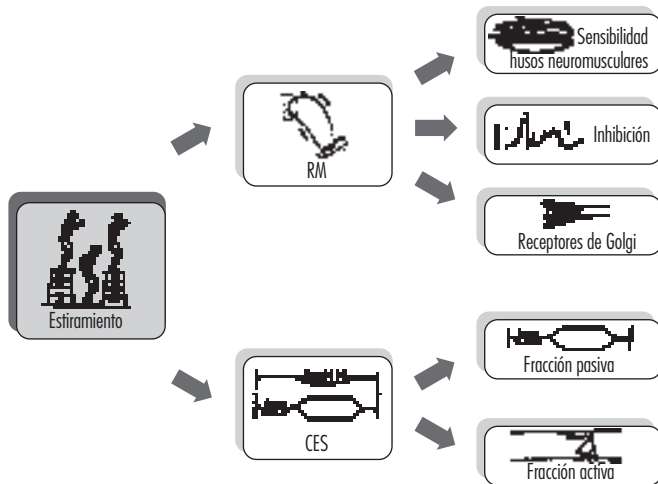 Sensibilidad
husos neuromusculares
RM
Inhibición
Receptores de Golgi
Estiramiento
CES
Fracción pasiva
Fracción activa